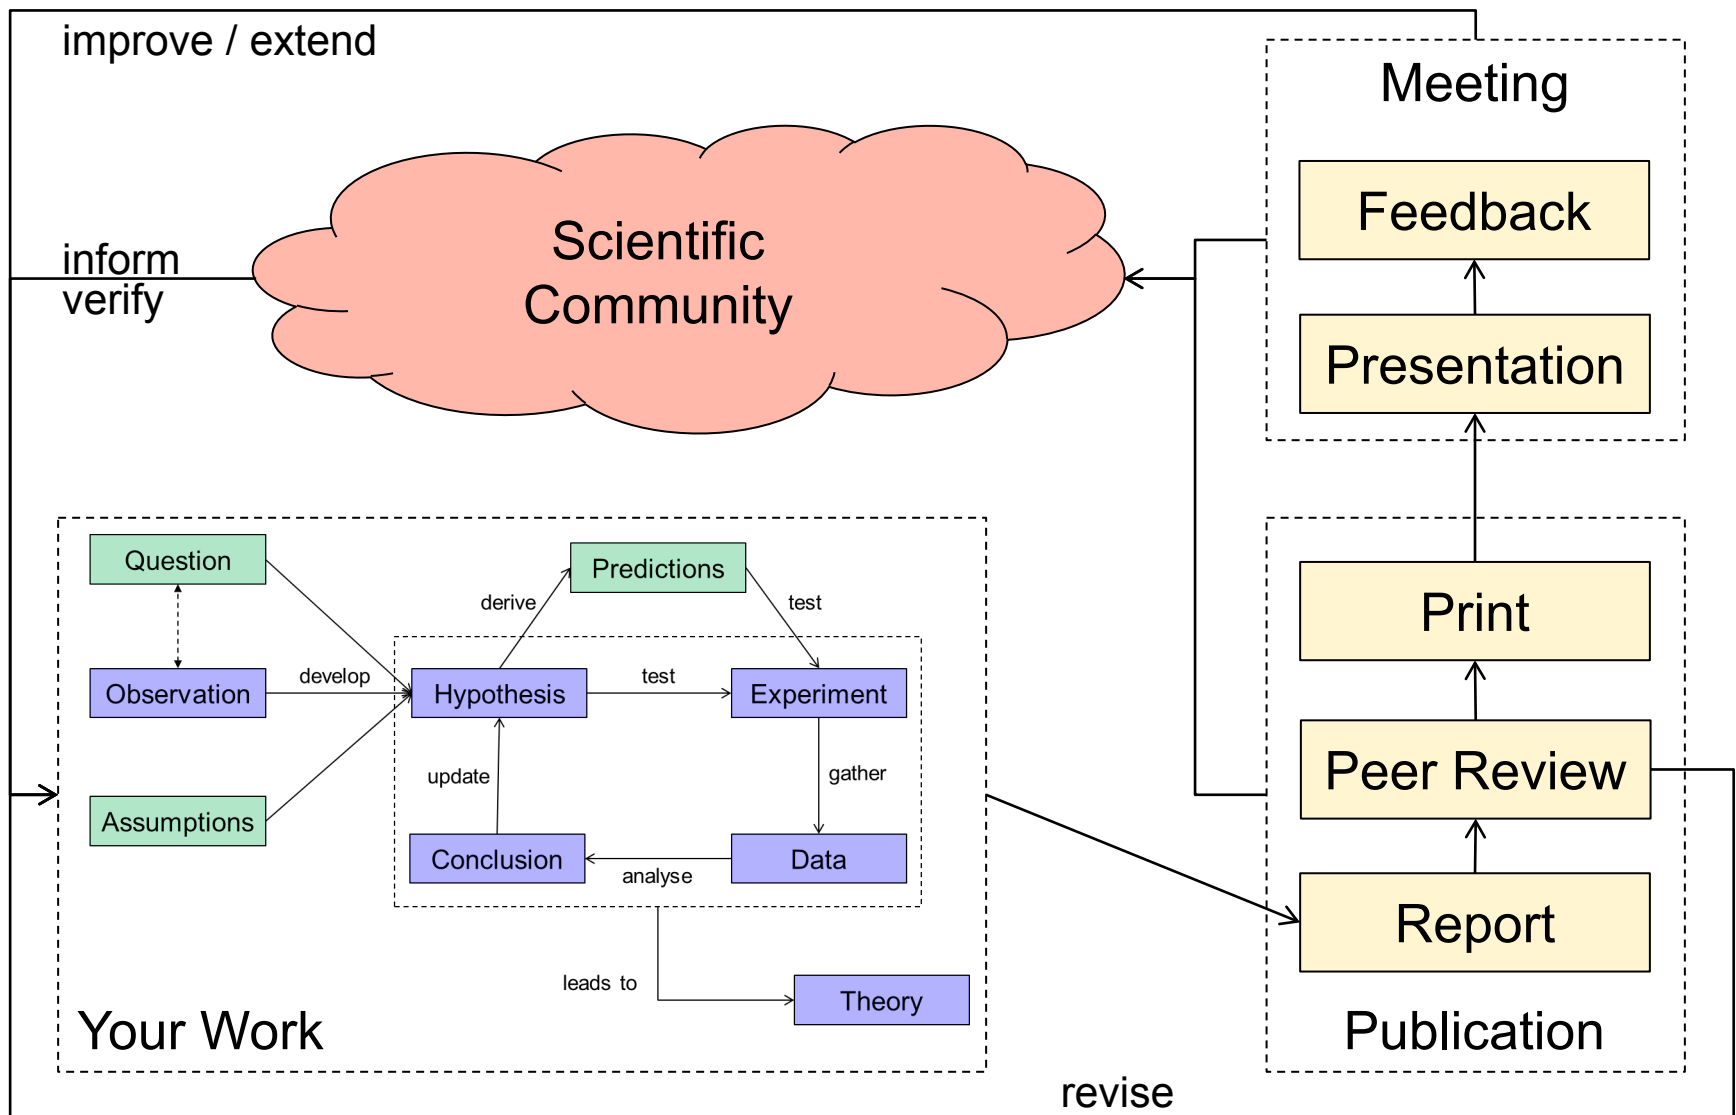 improve / extend
Meeting
Feedback
Scientific
Community
inform
verify
Presentation
Question
Predictions
derive
test
Print
Observation
develop
Hypothesis
test
Experiment
update
gather
Peer Review
Assumptions
Conclusion
analyse
Data
Report
leads to
Theory
Your Work
Publication
revise